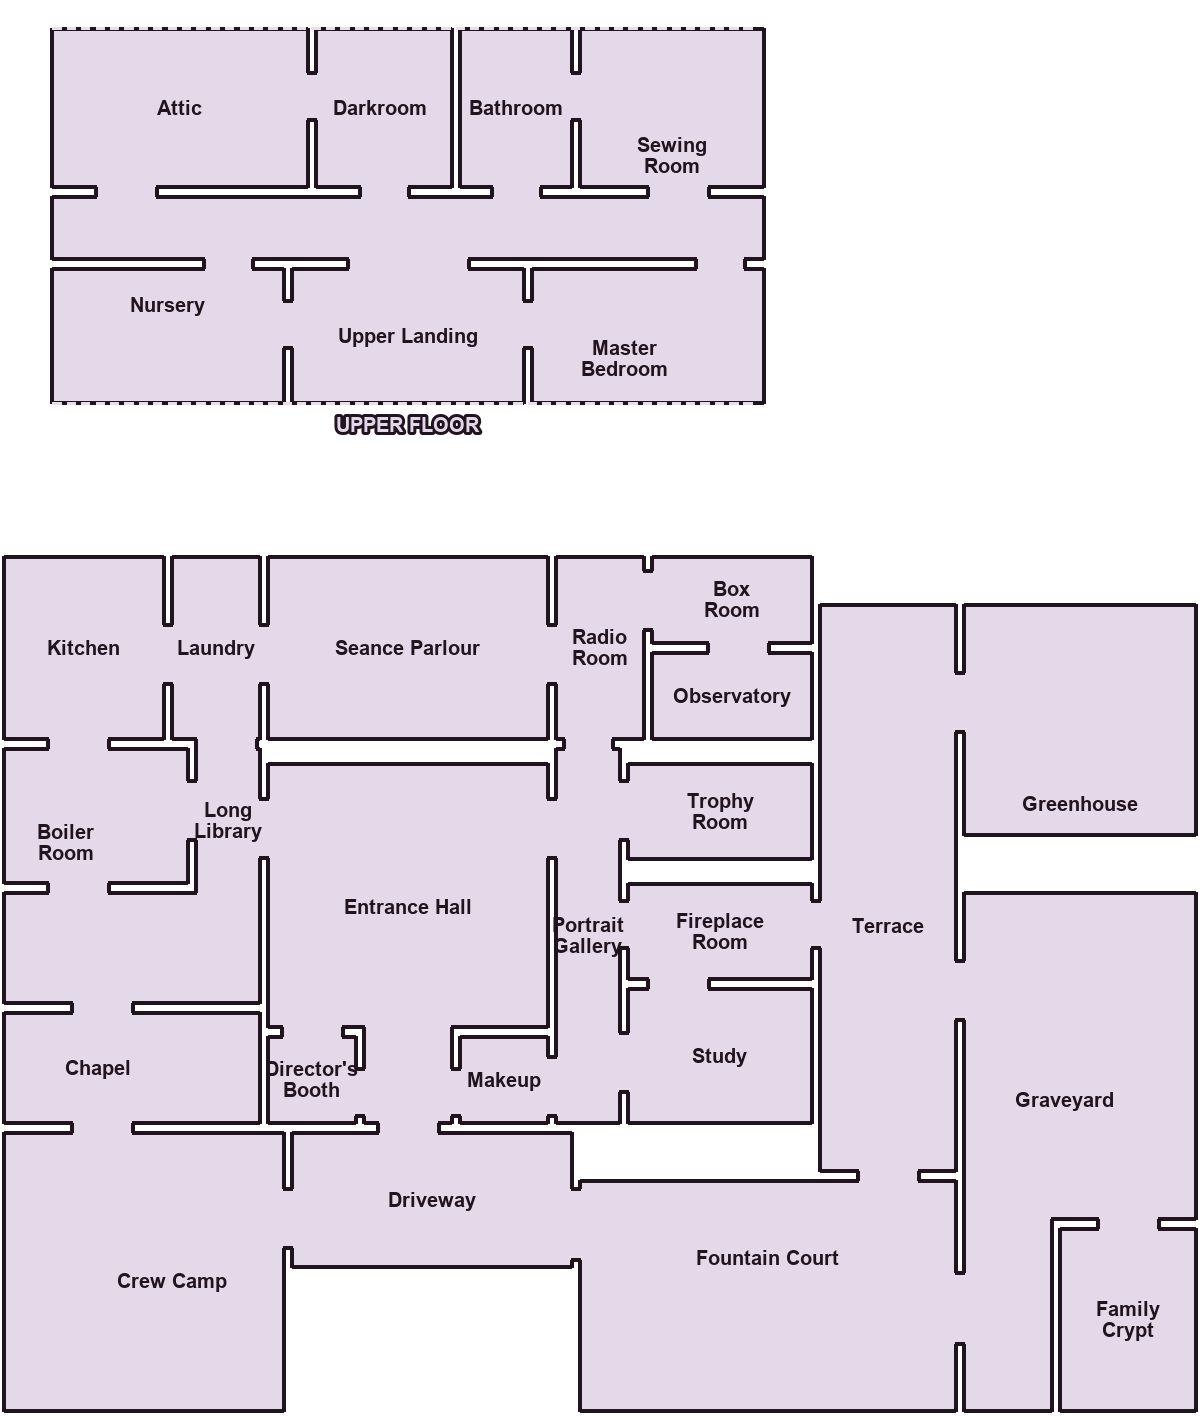 Attic
Darkroom
Bathroom
Sewing
Room
Nursery
Upper Landing
Master
Bedroom
UPPER FLOOR
Kitchen
Laundry
Seance Parlour
Radio
Room
Box
Room
Observatory
Boiler
Room
Long
Library
Trophy
Room
Greenhouse
Entrance Hall
Portrait
Gallery
Fireplace
Room
Terrace
Chapel
Director's
Booth
Makeup
Study
Graveyard
Driveway
Crew Camp
Fountain Court
Family
Crypt